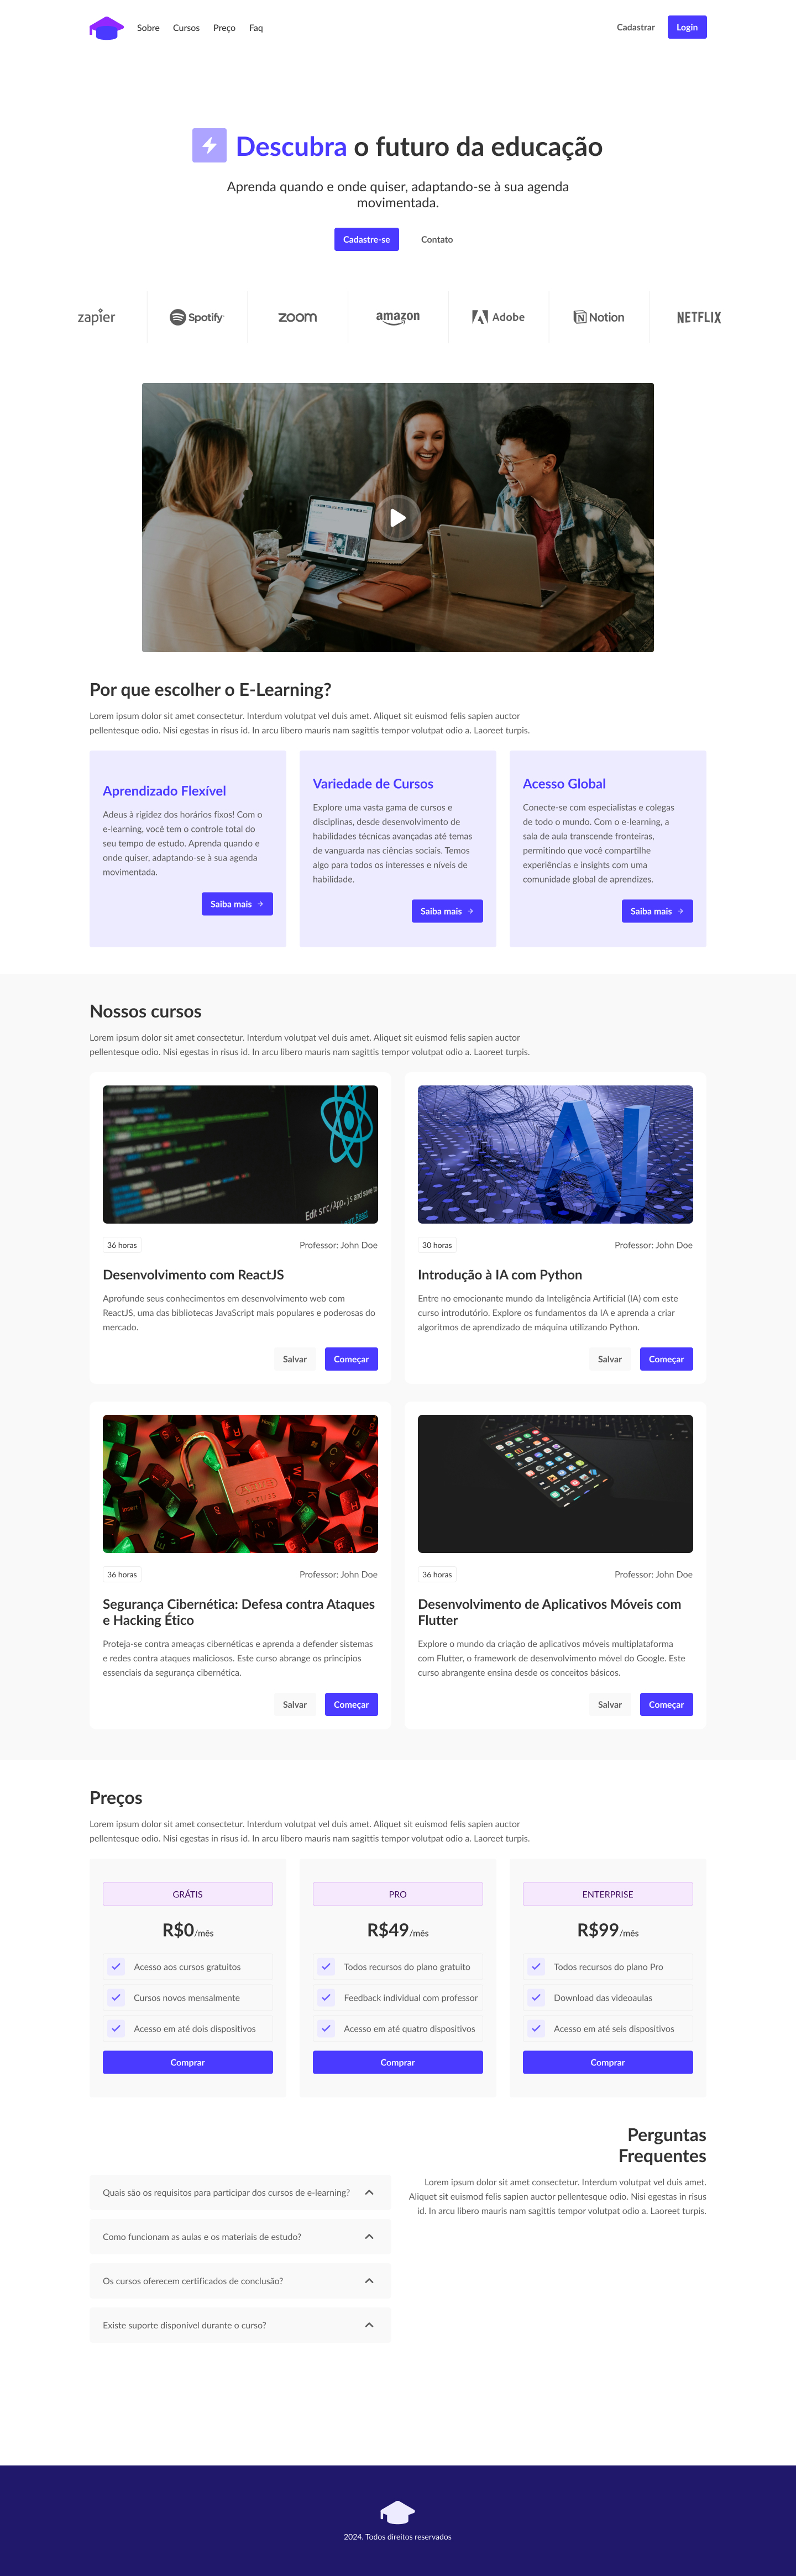 Sobre
Cursos
Preço
Faq
Cadastrar
Login
Descubra o futuro da educação
Aprenda quando e onde quiser, adaptando-se à sua agenda
movimentada.
Cadastre-se
Contato
zapier
Spotify
zoom
amazon
Adobe
Notion
NETFLIX
Por que escolher o E-Learning?
Lorem ipsum dolor sit amet consectetur. Interdum volutpat vel duis amet. Aliquet sit euismod felis sapien auctor
pellentesque odio. Nisi egestas in risus id. In arcu libero mauris nam sagittis tempor volutpat odio a. Laoreet turpis.
Aprendizado Flexível
Adeus à rigidez dos horários fixos! Com o
e-learning, você tem o controle total do
seu tempo de estudo. Aprenda quando e
onde quiser, adaptando-se à sua agenda
movimentada.
Saiba mais
Variedade de Cursos
Explore uma vasta gama de cursos e
disciplinas, desde desenvolvimento de
habilidades técnicas avançadas até temas
de vanguarda nas ciências sociais. Temos
algo para todos os interesses e níveis de
habilidade.
Saiba mais
Acesso Global
Conecte-se com especialistas e colegas
de todo o mundo. Com o e-learning, a
sala de aula transcende fronteiras,
permitindo que você compartilhe
experiências e insights com uma
comunidade global de aprendizes.
Saiba mais
Nossos cursos
Lorem ipsum dolor sit amet consectetur. Interdum volutpat vel duis amet. Aliquet sit euismod felis sapien auctor
pellentesque odio. Nisi egestas in risus id. In arcu libero mauris nam sagittis tempor volutpat odio a. Laoreet turpis.
Edit src/App.js and save to
Learn React
36 horas
Professor: John Doe
Desenvolvimento com ReactJS
Aprofunde seus conhecimentos em desenvolvimento web com
ReactJS, uma das bibliotecas JavaScript mais populares e poderosas do
mercado.
Salvar
Começar
AI
30 horas
Professor: John Doe
Introdução à IA com Python
Entre no emocionante mundo da Inteligência Artificial (IA) com este
curso introdutório. Explore os fundamentos da IA e aprenda a criar
algoritmos de aprendizado de máquina utilizando Python.
Salvar
Começar
36 horas
Professor: John Doe
Segurança Cibernética: Defesa contra Ataques
e Hacking Ético
Proteja-se contra ameaças cibernéticas e aprenda a defender sistemas
e redes contra ataques maliciosos. Este curso abrange os princípios
essenciais da segurança cibernética.
Salvar
Começar
36 horas
Professor: John Doe
Desenvolvimento de Aplicativos Móveis com
Flutter
Explore o mundo da criação de aplicativos móveis multiplataforma
com Flutter, o framework de desenvolvimento móvel do Google. Este
curso abrangente ensina desde os conceitos básicos.
Salvar
Começar
Preços
Lorem ipsum dolor sit amet consectetur. Interdum volutpat vel duis amet. Aliquet sit euismod felis sapien auctor
pellentesque odio. Nisi egestas in risus id. In arcu libero mauris nam sagittis tempor volutpat odio a. Laoreet turpis.
GRÁTIS
R$0/mês
Acesso aos cursos gratuitos
Cursos novos mensalmente
Acesso em até dois dispositivos
Comprar
PRO
R$49/mês
Todos recursos do plano gratuito
Feedback individual com professor
Acesso em até quatro dispositivos
Comprar
ENTERPRISE
R$99/mês
Todos recursos do plano Pro
Download das videoaulas
Acesso em até seis dispositivos
Comprar
Perguntas
Frequentes
Lorem ipsum dolor sit amet consectetur. Interdum volutpat vel duis amet.
Aliquet sit euismod felis sapien auctor pellentesque odio. Nisi egestas in risus
id. In arcu libero mauris nam sagittis tempor volutpat odio a. Laoreet turpis.
Quais são os requisitos para participar dos cursos de e-learning?
Como funcionam as aulas e os materiais de estudo?
Os cursos oferecem certificados de conclusão?
Existe suporte disponível durante o curso?
2024. Todos direitos reservados